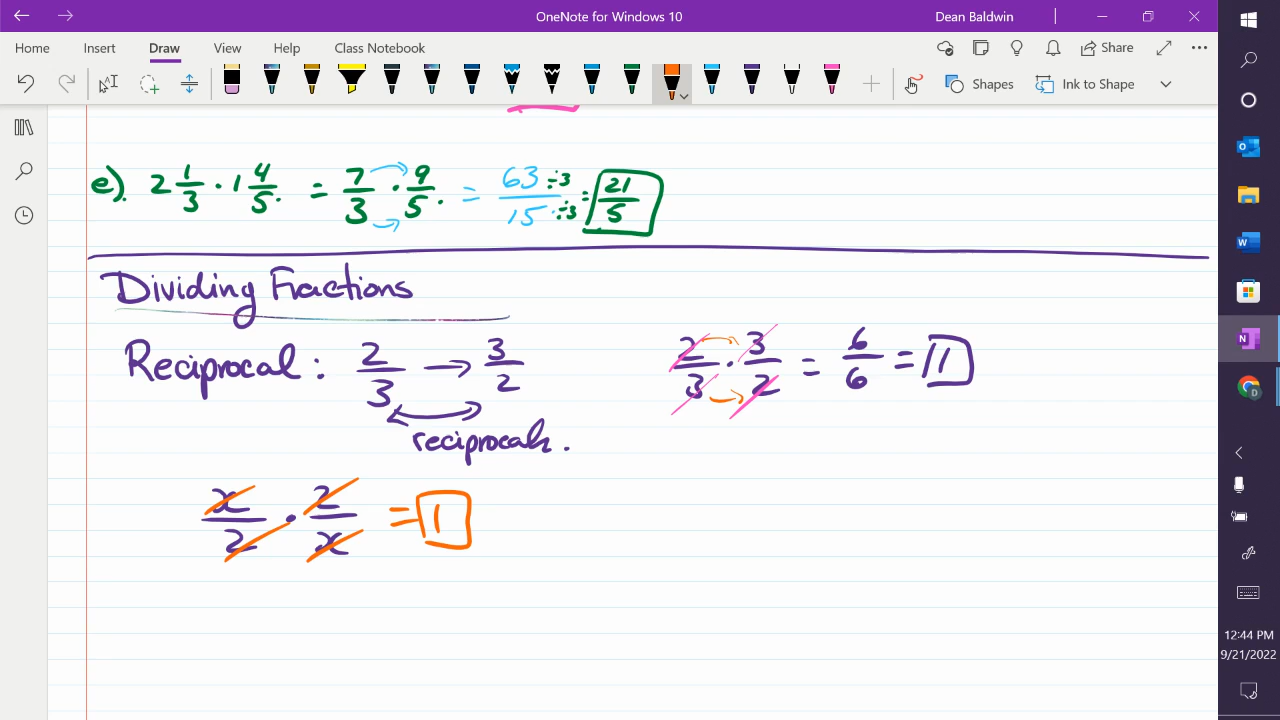 OneNote for Windows 10
Dean Baldwin
Home Insert Draw View Help Class Notebook Share
Shapes Ink to Shape
e). 2 1/3 · 1 4/5 = 7/3 · 9/5 = 63/15 ÷3/÷3 = 21/5
Dividing Fractions
Reciprocal : 2/3 → 3/2
reciprocals.
2/3 · 3/2 = 6/6 = 1
x/2 · 2/x = 1
12:44 PM
9/21/2022